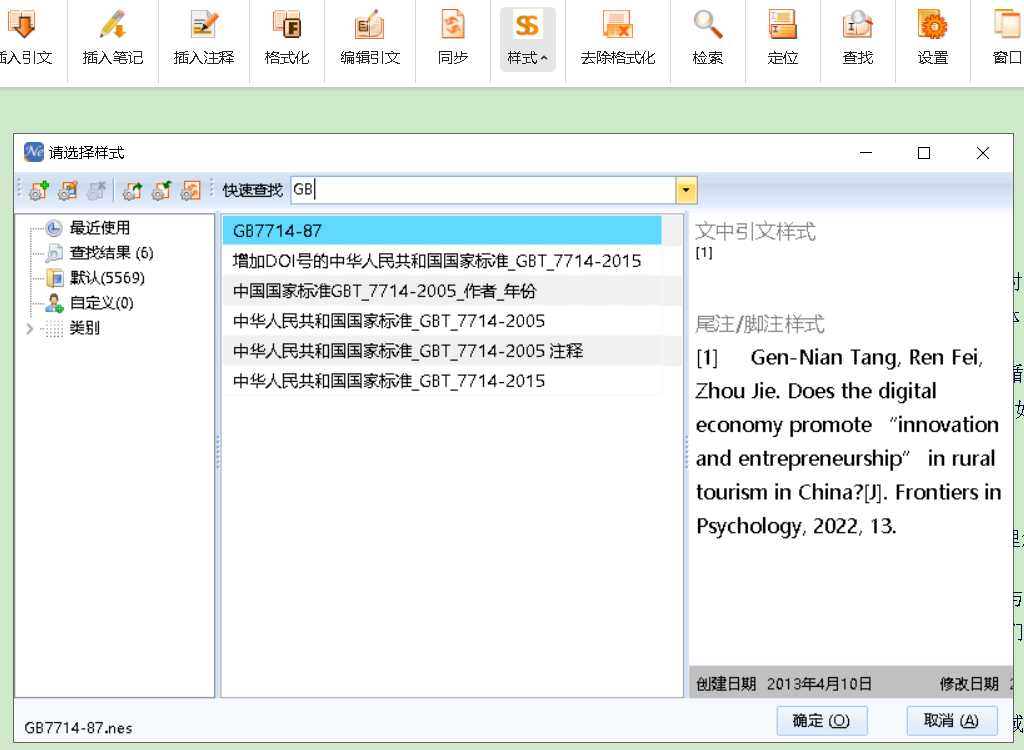 插入引文 插入笔记 插入注释 格式化 编辑引文 同步 样式 去除格式化 检索 定位 查找 设置 窗口
请选择样式
快速查找 GB
最近使用
查找结果 (6)
默认(5569)
自定义(0)
类别
GB7714-87
增加DOI号的中华人民共和国国家标准_GBT_7714-2015
中国国家标准GBT_7714-2005_作者_年份
中华人民共和国国家标准_GBT_7714-2005
中华人民共和国国家标准_GBT_7714-2005 注释
中华人民共和国国家标准_GBT_7714-2015
文中引文样式
[1]
尾注/脚注样式
[1] Gen-Nian Tang, Ren Fei,
Zhou Jie. Does the digital
economy promote “innovation
and entrepreneurship” in rural
tourism in China?[J]. Frontiers in
Psychology, 2022, 13.
创建日期 2013年4月10日 修改日期
GB7714-87.nes
确定 (O) 取消 (A)